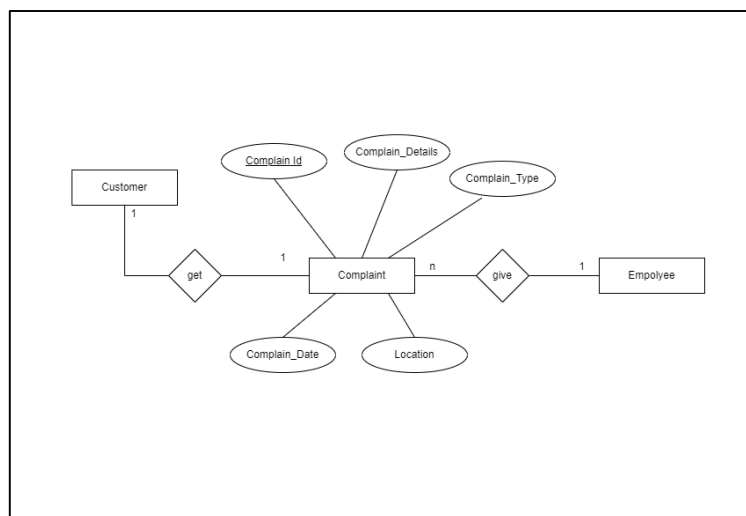 Complain_Details
Complain Id
Complain_Type
Customer
1
1
get
Complaint
n
give
1
Empolyee
Complain_Date
Location